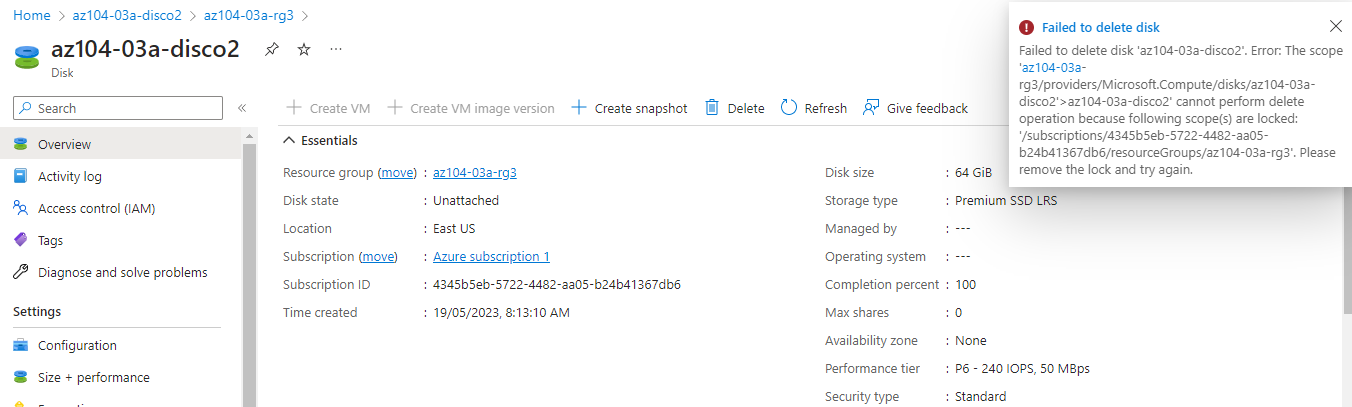 Home > az104-03a-disco2 > az104-03a-rg3 >
az104-03a-disco2
Disk
Search
Overview
Activity log
Access control (IAM)
Tags
Diagnose and solve problems
Settings
Configuration
Size + performance
Create VM
Create VM image version
Create snapshot
Delete
Refresh
Give feedback
Essentials
Resource group (move) : az104-03a-rg3
Disk state : Unattached
Location : East US
Subscription (move) : Azure subscription 1
Subscription ID : 4345b5eb-5722-4482-aa05-b24b41367db6
Time created : 19/05/2023, 8:13:10 AM
Disk size : 64 GiB
Storage type : Premium SSD LRS
Managed by : ---
Operating system : ---
Completion percent : 100
Max shares : 0
Availability zone : None
Performance tier : P6 - 240 IOPS, 50 MBps
Security type : Standard
Failed to delete disk
Failed to delete disk 'az104-03a-disco2'. Error: The scope
'az104-03a-
rg3/providers/Microsoft.Compute/disks/az104-03a-
disco2'>az104-03a-disco2' cannot perform delete
operation because following scope(s) are locked:
'/subscriptions/4345b5eb-5722-4482-aa05-
b24b41367db6/resourceGroups/az104-03a-rg3'. Please
remove the lock and try again.